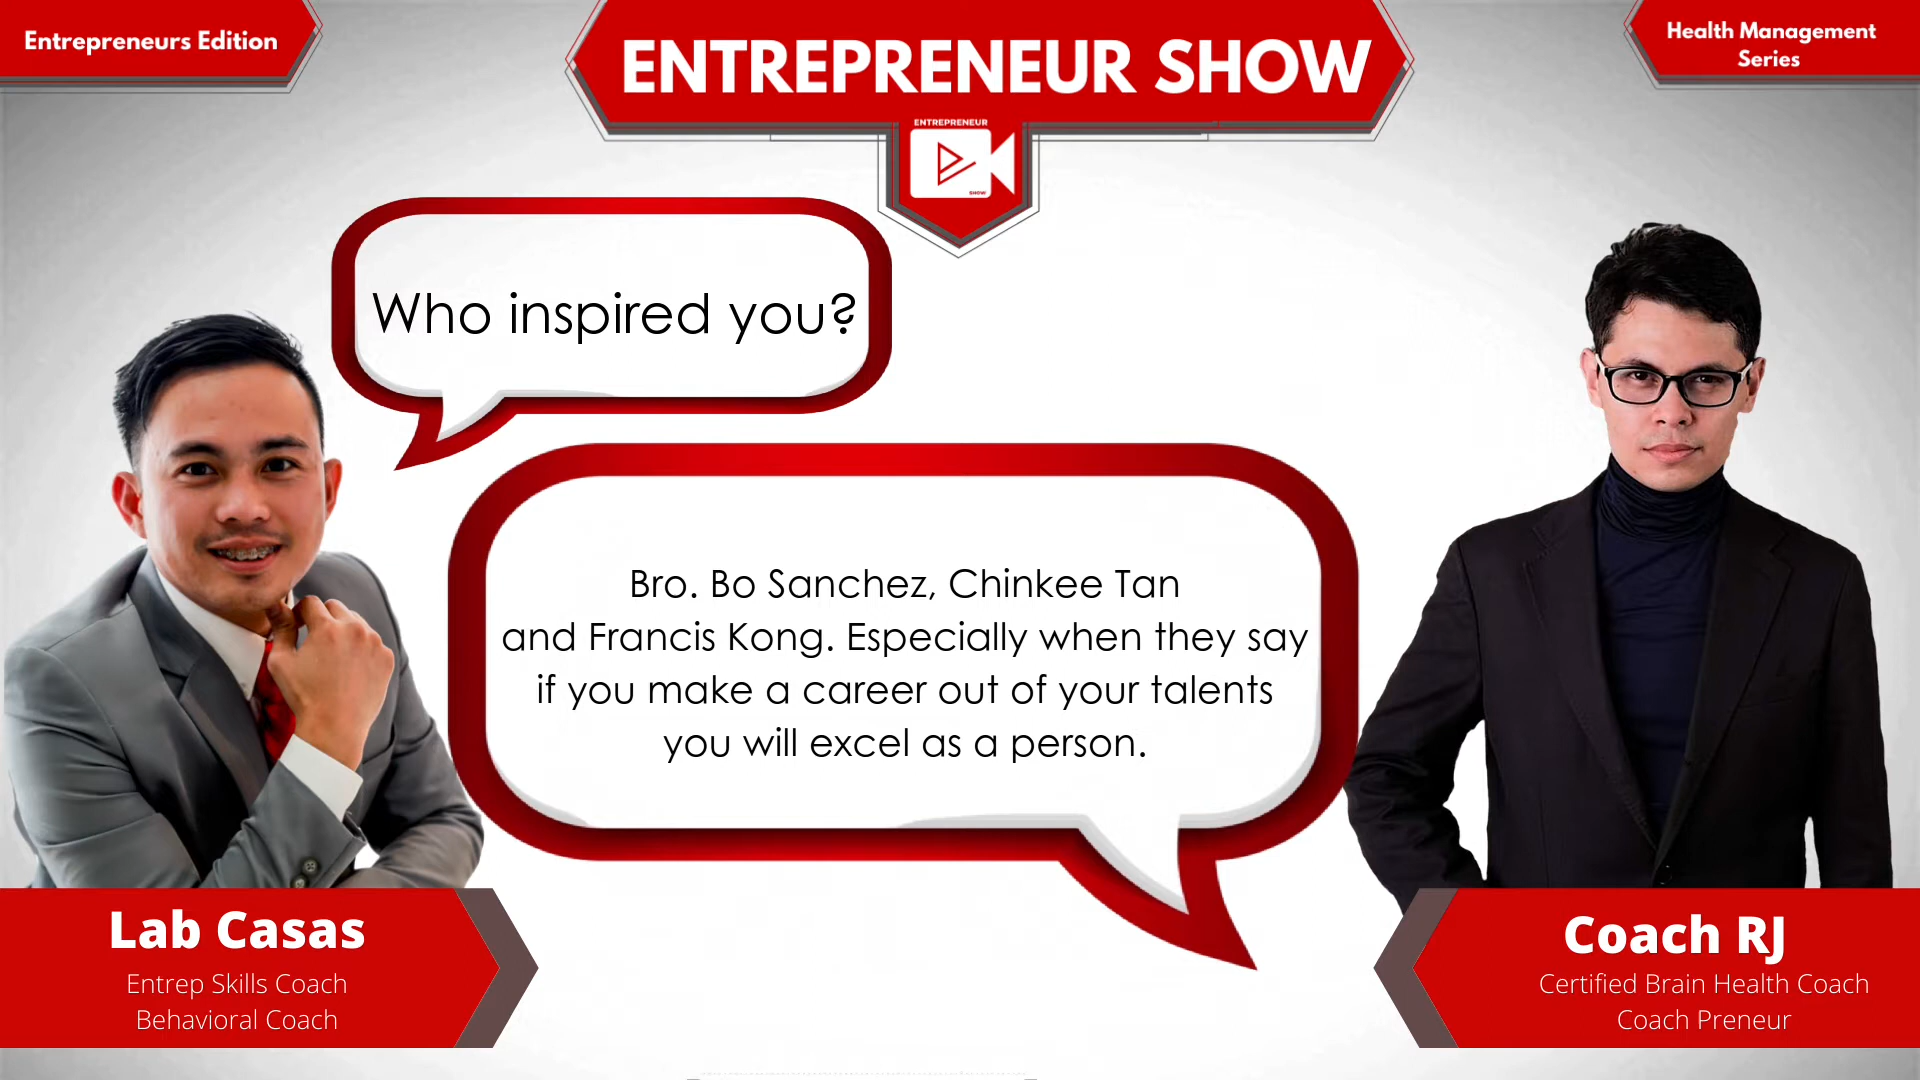 Entrepreneurs Edition
ENTREPRENEUR SHOW
Health Management
Series
ENTREPRENEUR
SHOW
Who inspired you?
Bro. Bo Sanchez, Chinkee Tan
and Francis Kong. Especially when they say
if you make a career out of your talents
you will excel as a person.
Lab Casas
Entrep Skills Coach
Behavioral Coach
Coach RJ
Certified Brain Health Coach
Coach Preneur